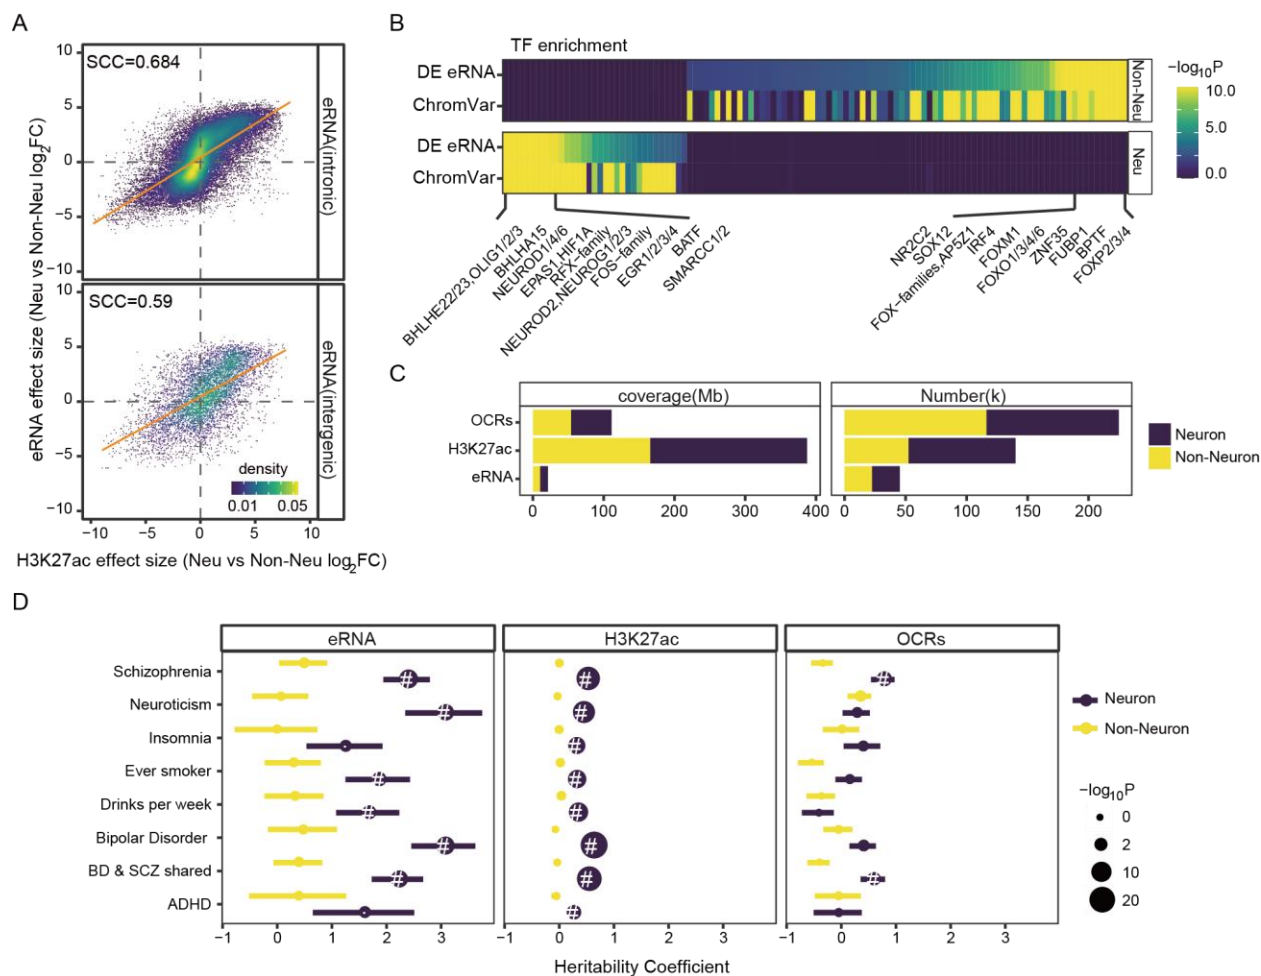 A
SCC=0.684
eRNA(intronic)
10
5
0
−5
−10
SCC=0.59
eRNA(intergenic)
10
5
0
−5
−10
density
0.01 0.05
−10 −5 0 5 10
eRNA effect size (Neu vs Non-Neu log2FC)
H3K27ac effect size (Neu vs Non-Neu log2FC)
B
TF enrichment
DE eRNA
ChromVar
Non-Neu
DE eRNA
ChromVar
Neu
−log10P
10.0
5.0
0.0
BHLHE22/23,OLIG1/2/3
BHLHA15
NEUROD1/4/6
EPAS1,HIF1A
RFX−family
NEUROD2,NEUROG1/2/3
FOS−family
EGR1/2/3/4
BATF
SMARCC1/2
NR2C2
SOX12
FOX−families,AP5Z1
IRF4
FOXM1
FOXO1/3/4/6
ZNF35
FUBP1
BPTF
FOXP2/3/4
C
coverage(Mb) Number(k)
OCRs
H3K27ac
eRNA
0 100 200 300 400
0 50 100 150 200
Neuron
Non−Neuron
D
eRNA H3K27ac OCRs
Schizophrenia
Neuroticism
Insomnia
Ever smoker
Drinks per week
Bipolar Disorder
BD & SCZ shared
ADHD
# # #
# #
#
# #
# #
# #
# # #
#
−1 0 1 2 3
−1 0 1 2 3
−1 0 1 2 3
Heritability Coefficient
Neuron
Non−Neuron
−log10P
0
2
10
20